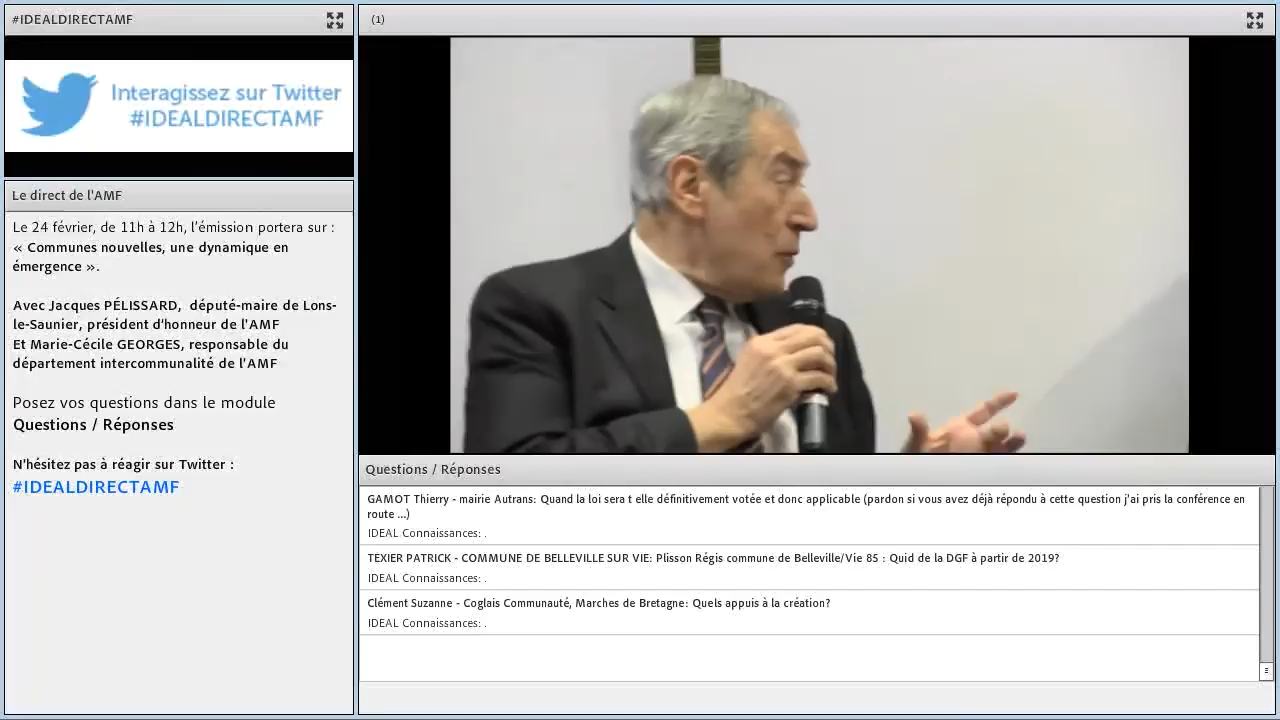 #IDEALDIRECTAMF
Interagissez sur Twitter
#IDEALDIRECTAMF
Le direct de l'AMF
Le 24 février, de 11h à 12h, l'émission portera sur :
« Communes nouvelles, une dynamique en
émergence ».
Avec Jacques PÉLISSARD, député-maire de Lons-
le-Saunier, président d'honneur de l'AMF
Et Marie-Cécile GEORGES, responsable du
département intercommunalité de l'AMF
Posez vos questions dans le module
Questions / Réponses
N'hésitez pas à réagir sur Twitter :
#IDEALDIRECTAMF
(1)
Questions / Réponses
GAMOT Thierry - mairie Autrans: Quand la loi sera t elle définitivement votée et donc applicable (pardon si vous avez déjà répondu à cette question j'ai pris la conférence en
route ...)
IDEAL Connaissances: .
TEXIER PATRICK - COMMUNE DE BELLEVILLE SUR VIE: Plisson Régis commune de Belleville/Vie 85 : Quid de la DGF à partir de 2019?
IDEAL Connaissances: .
Clément Suzanne - Coglais Communauté, Marches de Bretagne: Quels appuis à la création?
IDEAL Connaissances: .